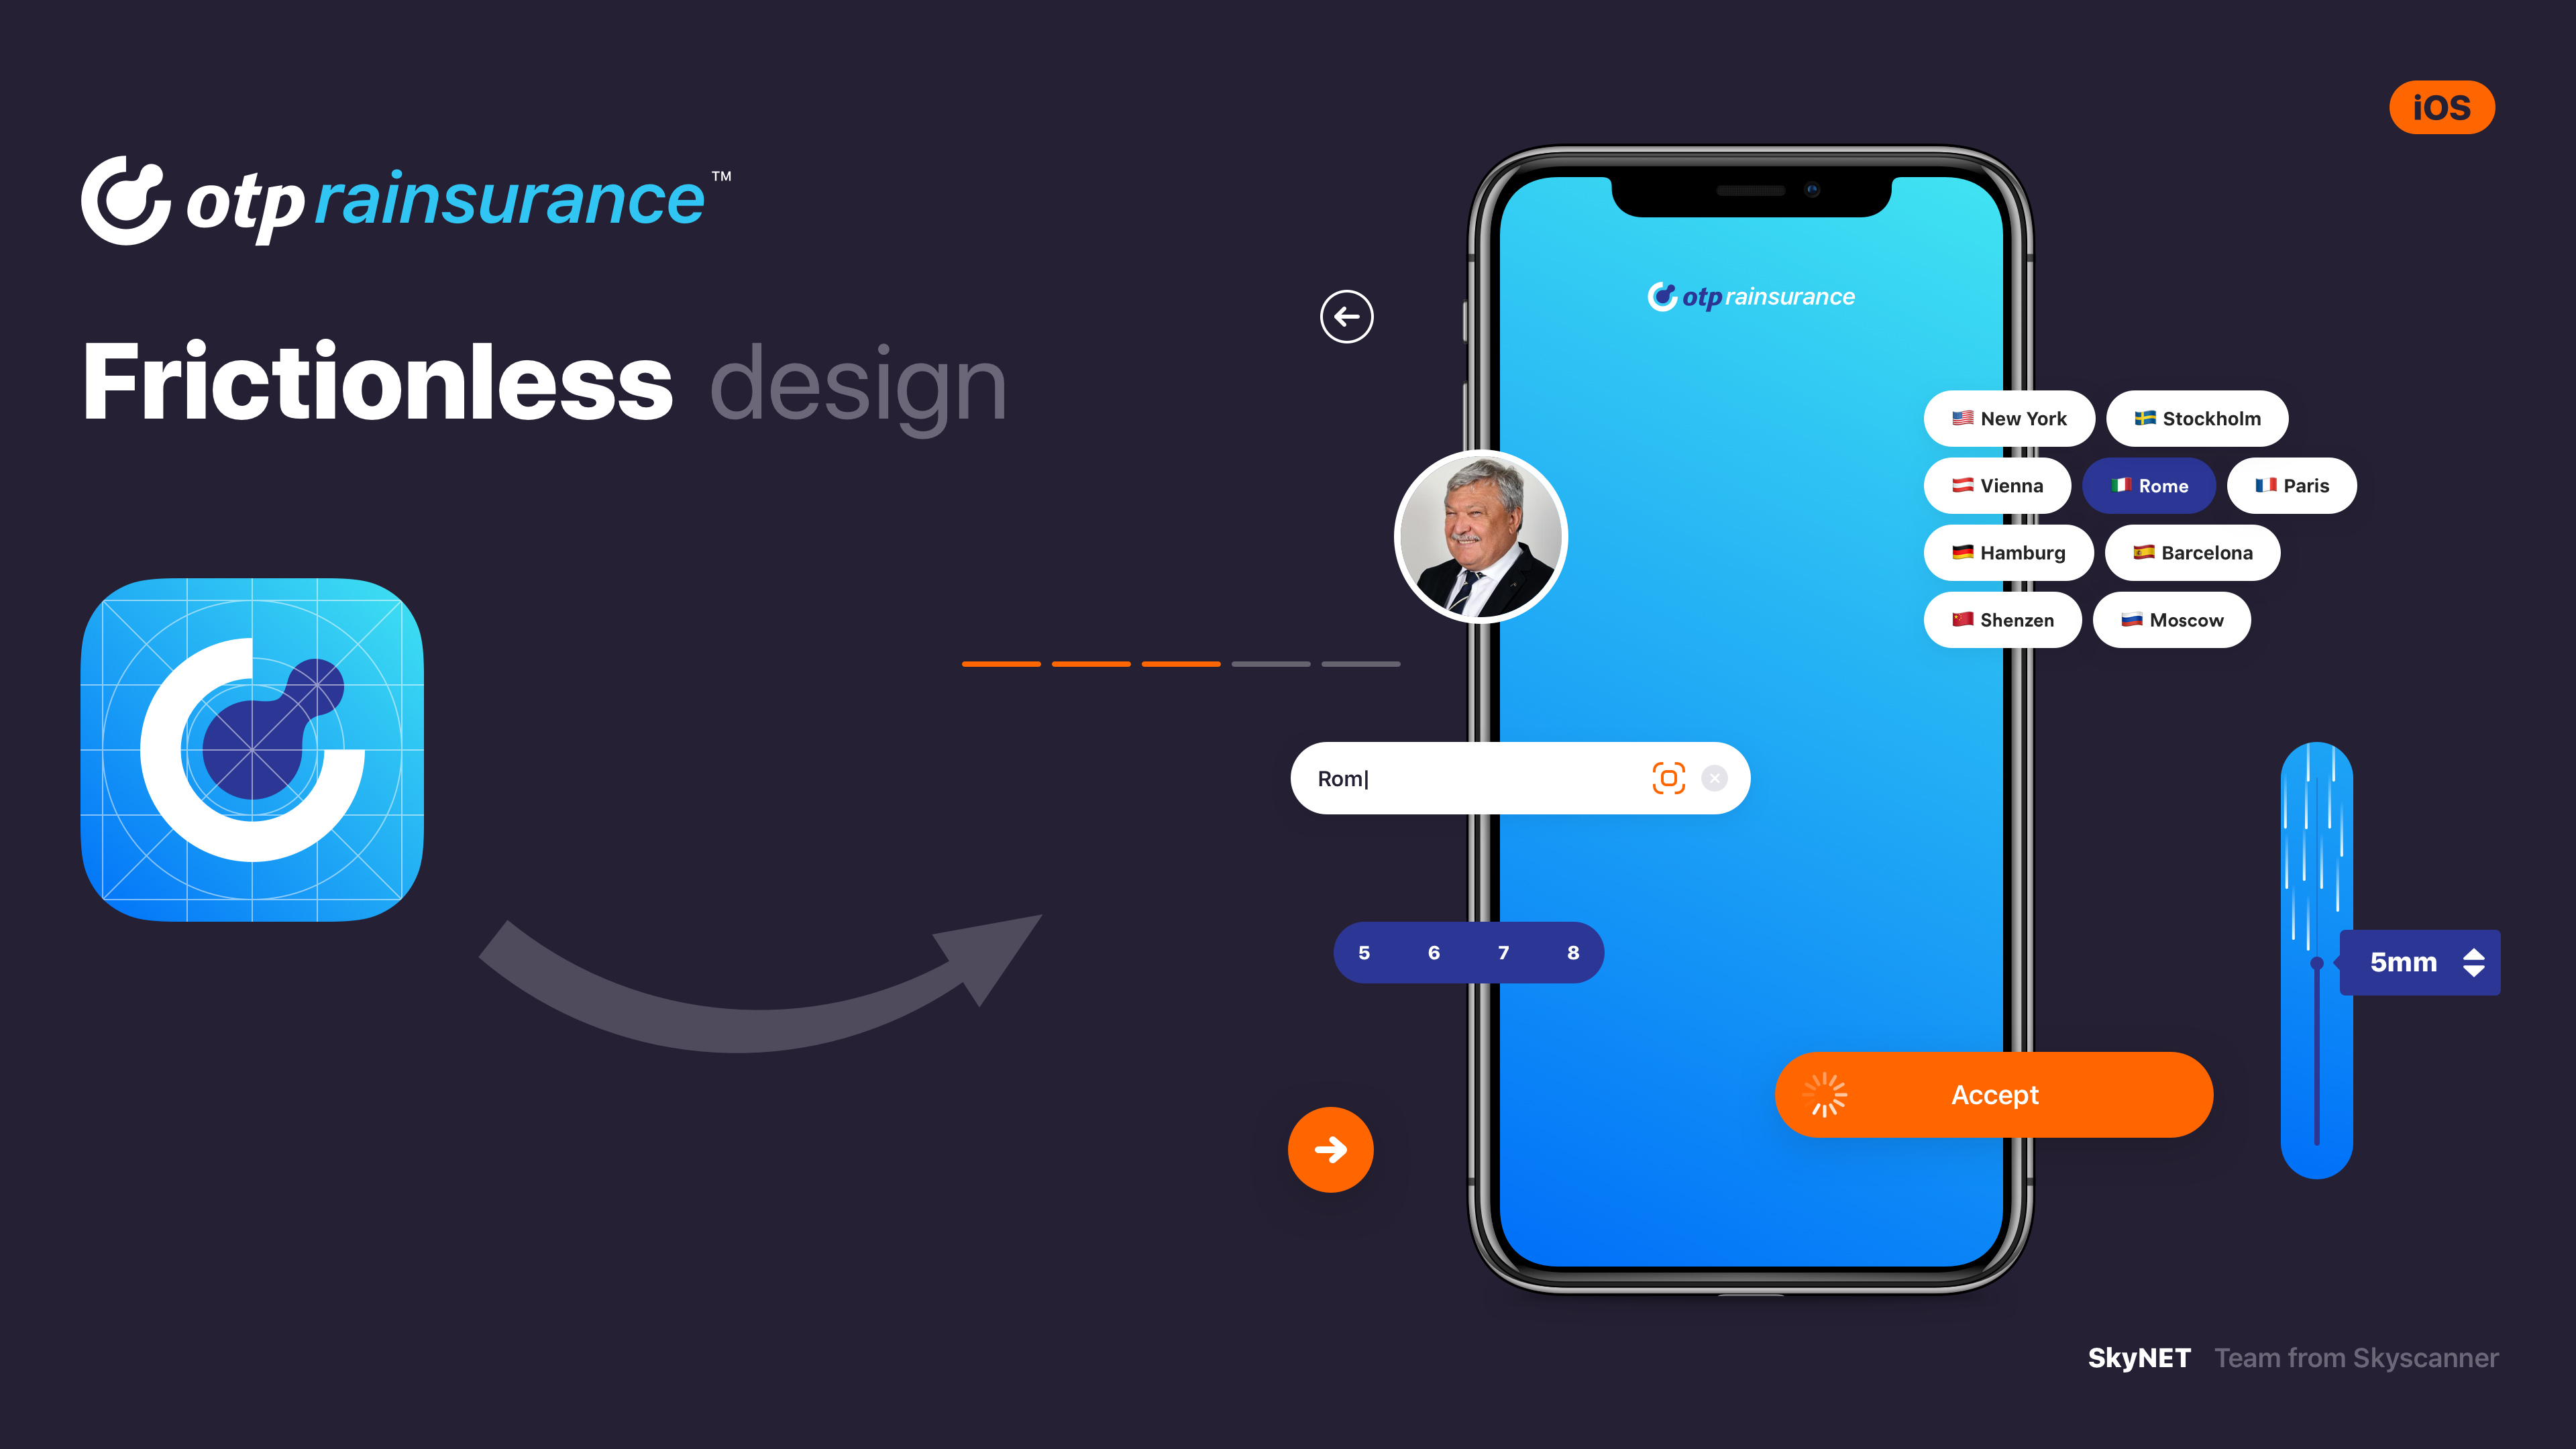 iOS
otp rainsurance™
otp rainsurance
Frictionless design
New York
Stockholm
Vienna
Rome
Paris
Hamburg
Barcelona
Shenzen
Moscow
Rom|
5 6 7 8
5mm
Accept
SkyNET Team from Skyscanner